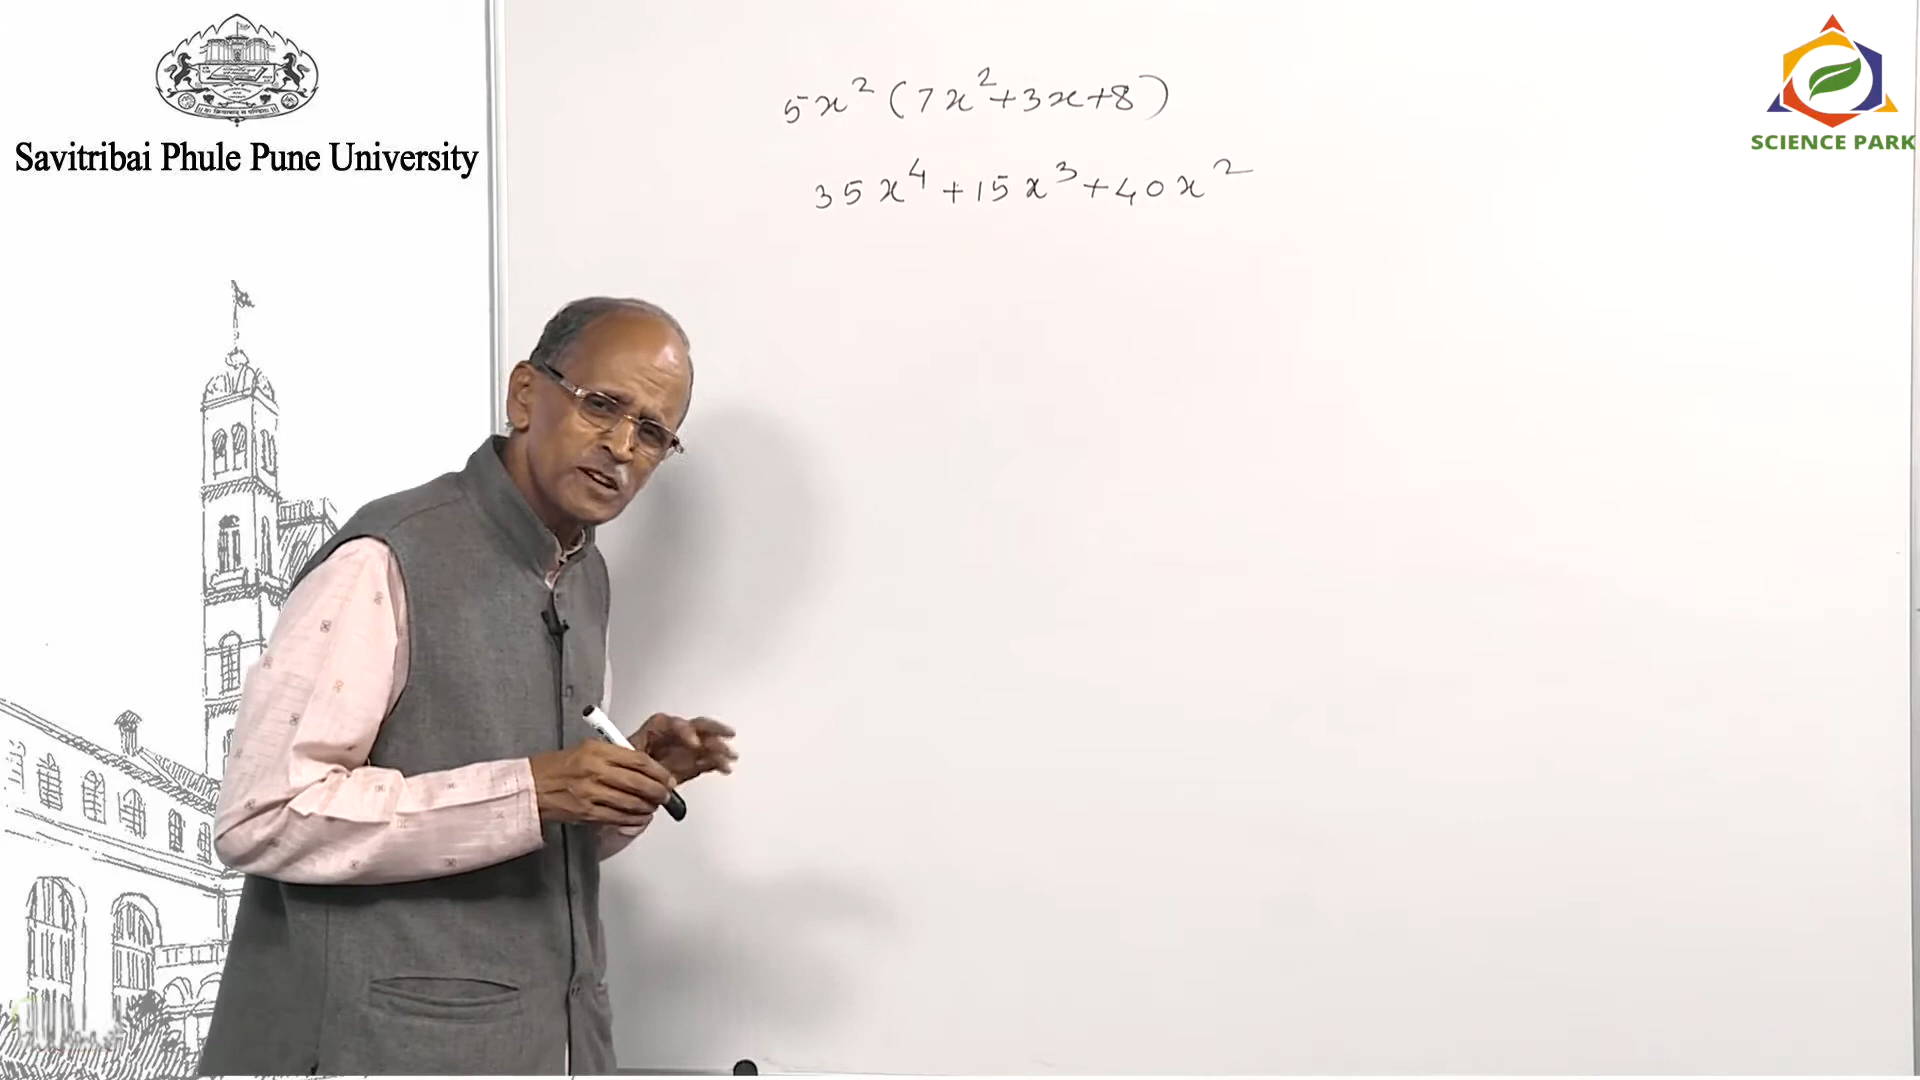 Savitribai Phule Pune University
SCIENCE PARK
5x² (7x²+3x+8)
35x⁴ +15x³ +40x²